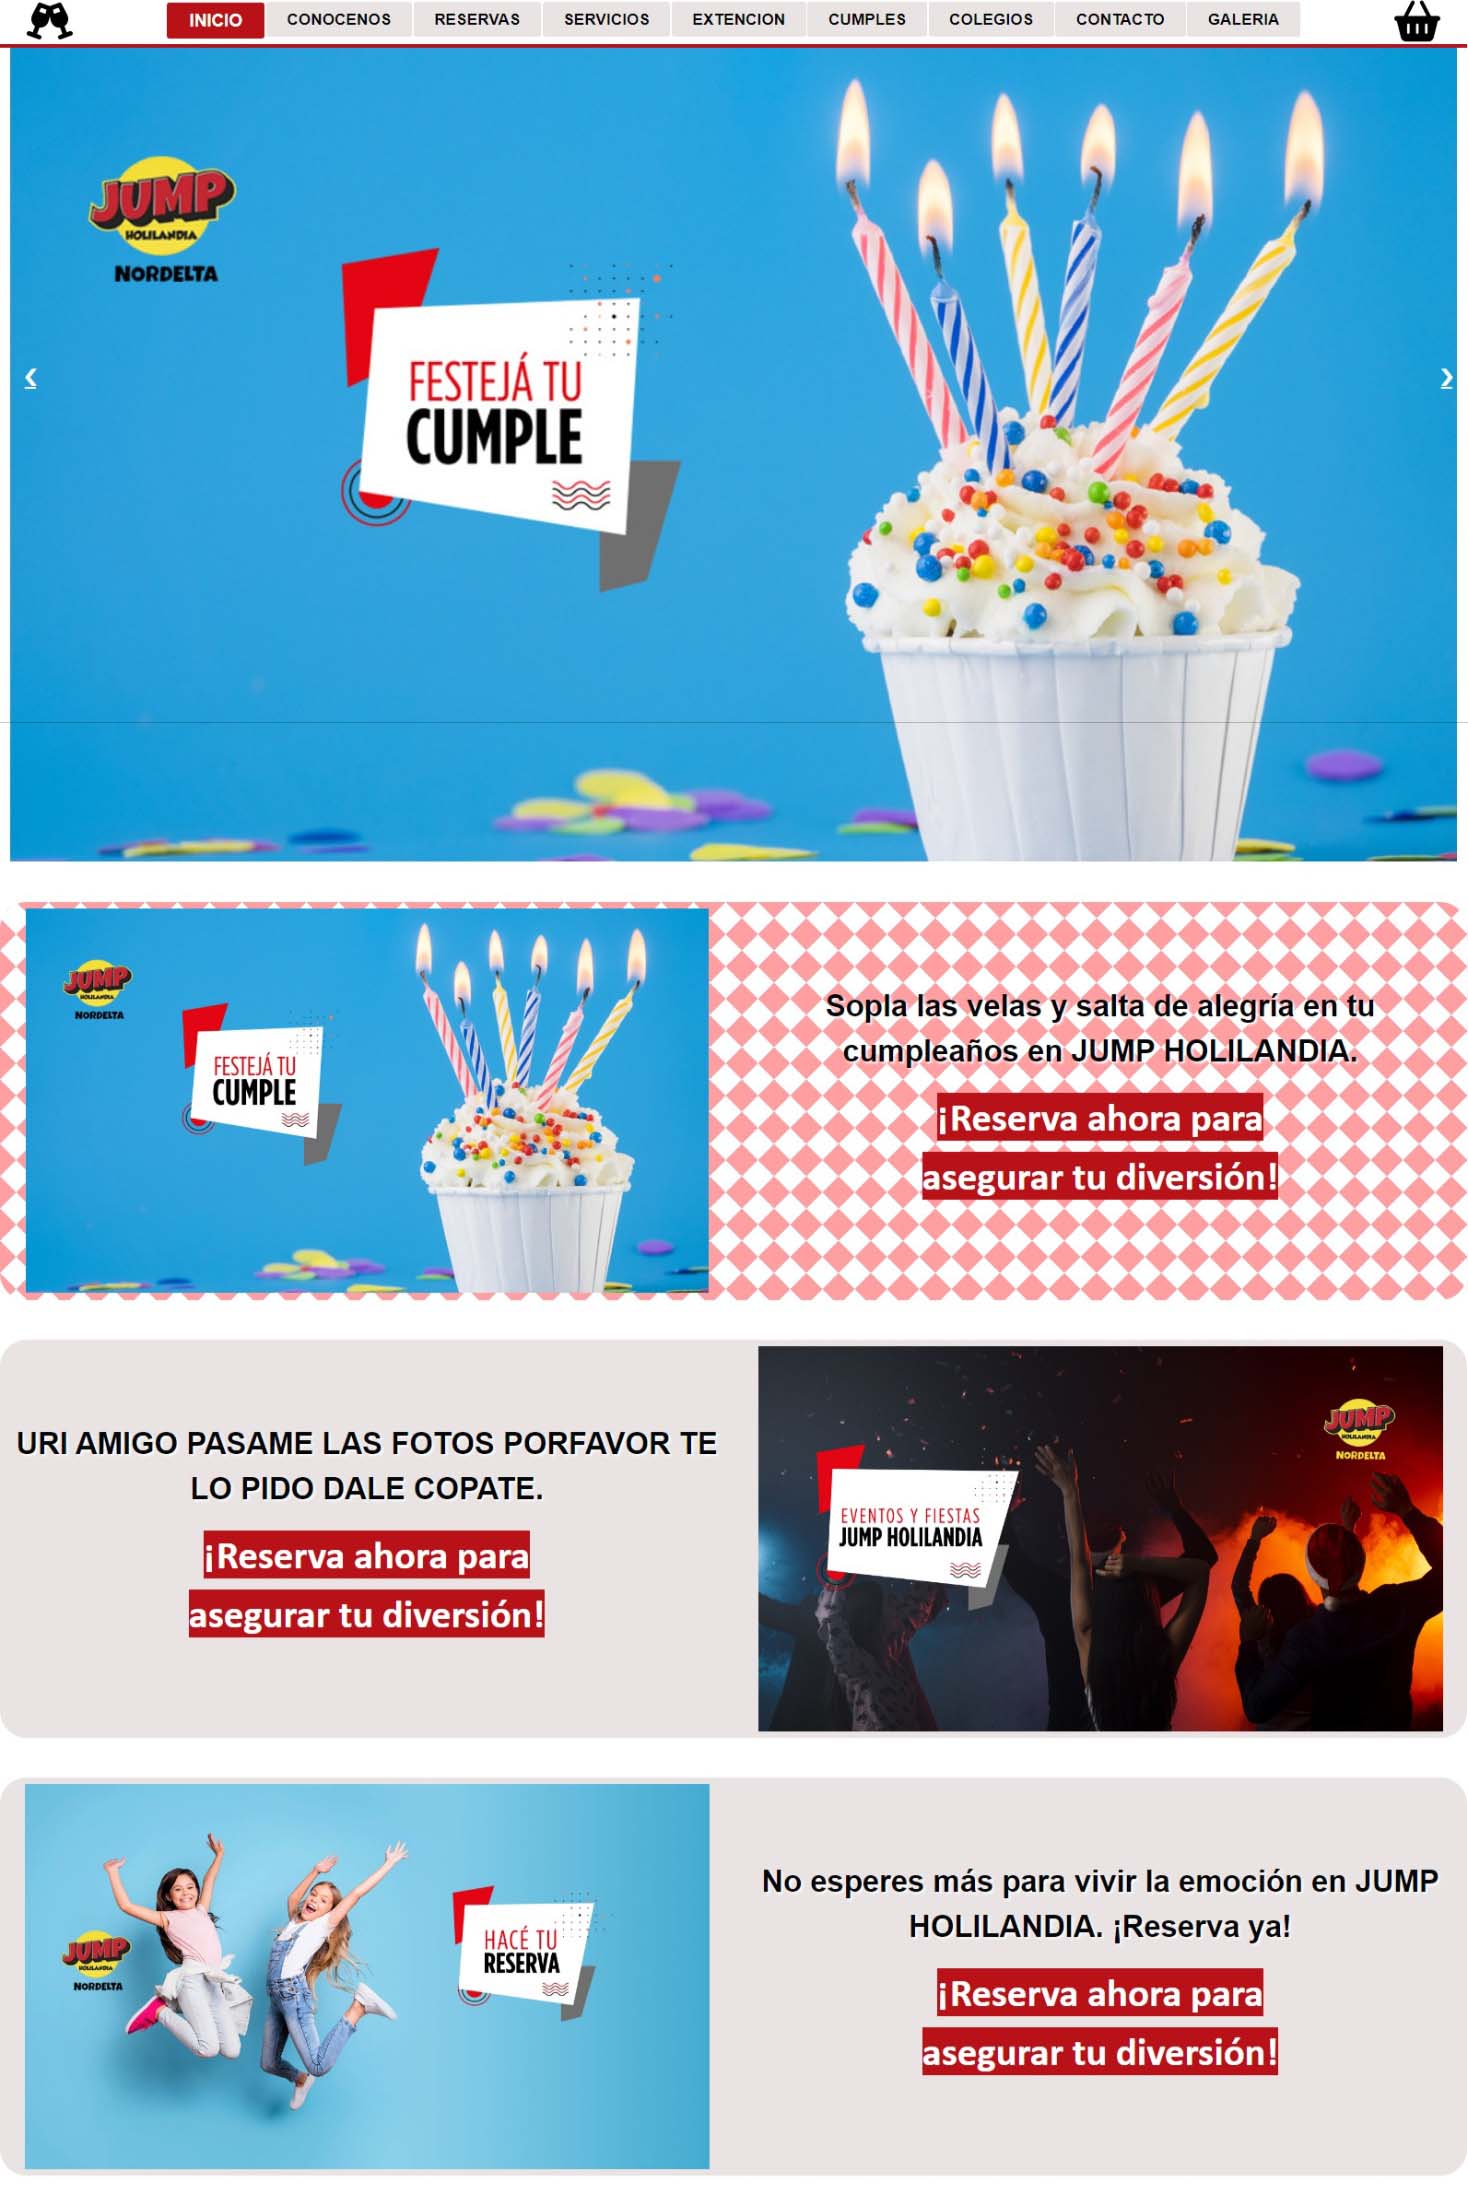 INICIO CONOCENOS RESERVAS SERVICIOS EXTENCION CUMPLES COLEGIOS CONTACTO GALERIA
JUMP
HOLILANDIA
NORDELTA
FESTEJÁ TU
CUMPLE
‹
›
JUMP
HOLILANDIA
NORDELTA
FESTEJÁ TU
CUMPLE
Sopla las velas y salta de alegría en tu
cumpleaños en JUMP HOLILANDIA.
¡Reserva ahora para
asegurar tu diversión!
URI AMIGO PASAME LAS FOTOS PORFAVOR TE
LO PIDO DALE COPATE.
¡Reserva ahora para
asegurar tu diversión!
JUMP
HOLILANDIA
NORDELTA
EVENTOS Y FIESTAS
JUMP HOLILANDIA
JUMP
HOLILANDIA
NORDELTA
HACÉ TU
RESERVA
No esperes más para vivir la emoción en JUMP
HOLILANDIA. ¡Reserva ya!
¡Reserva ahora para
asegurar tu diversión!